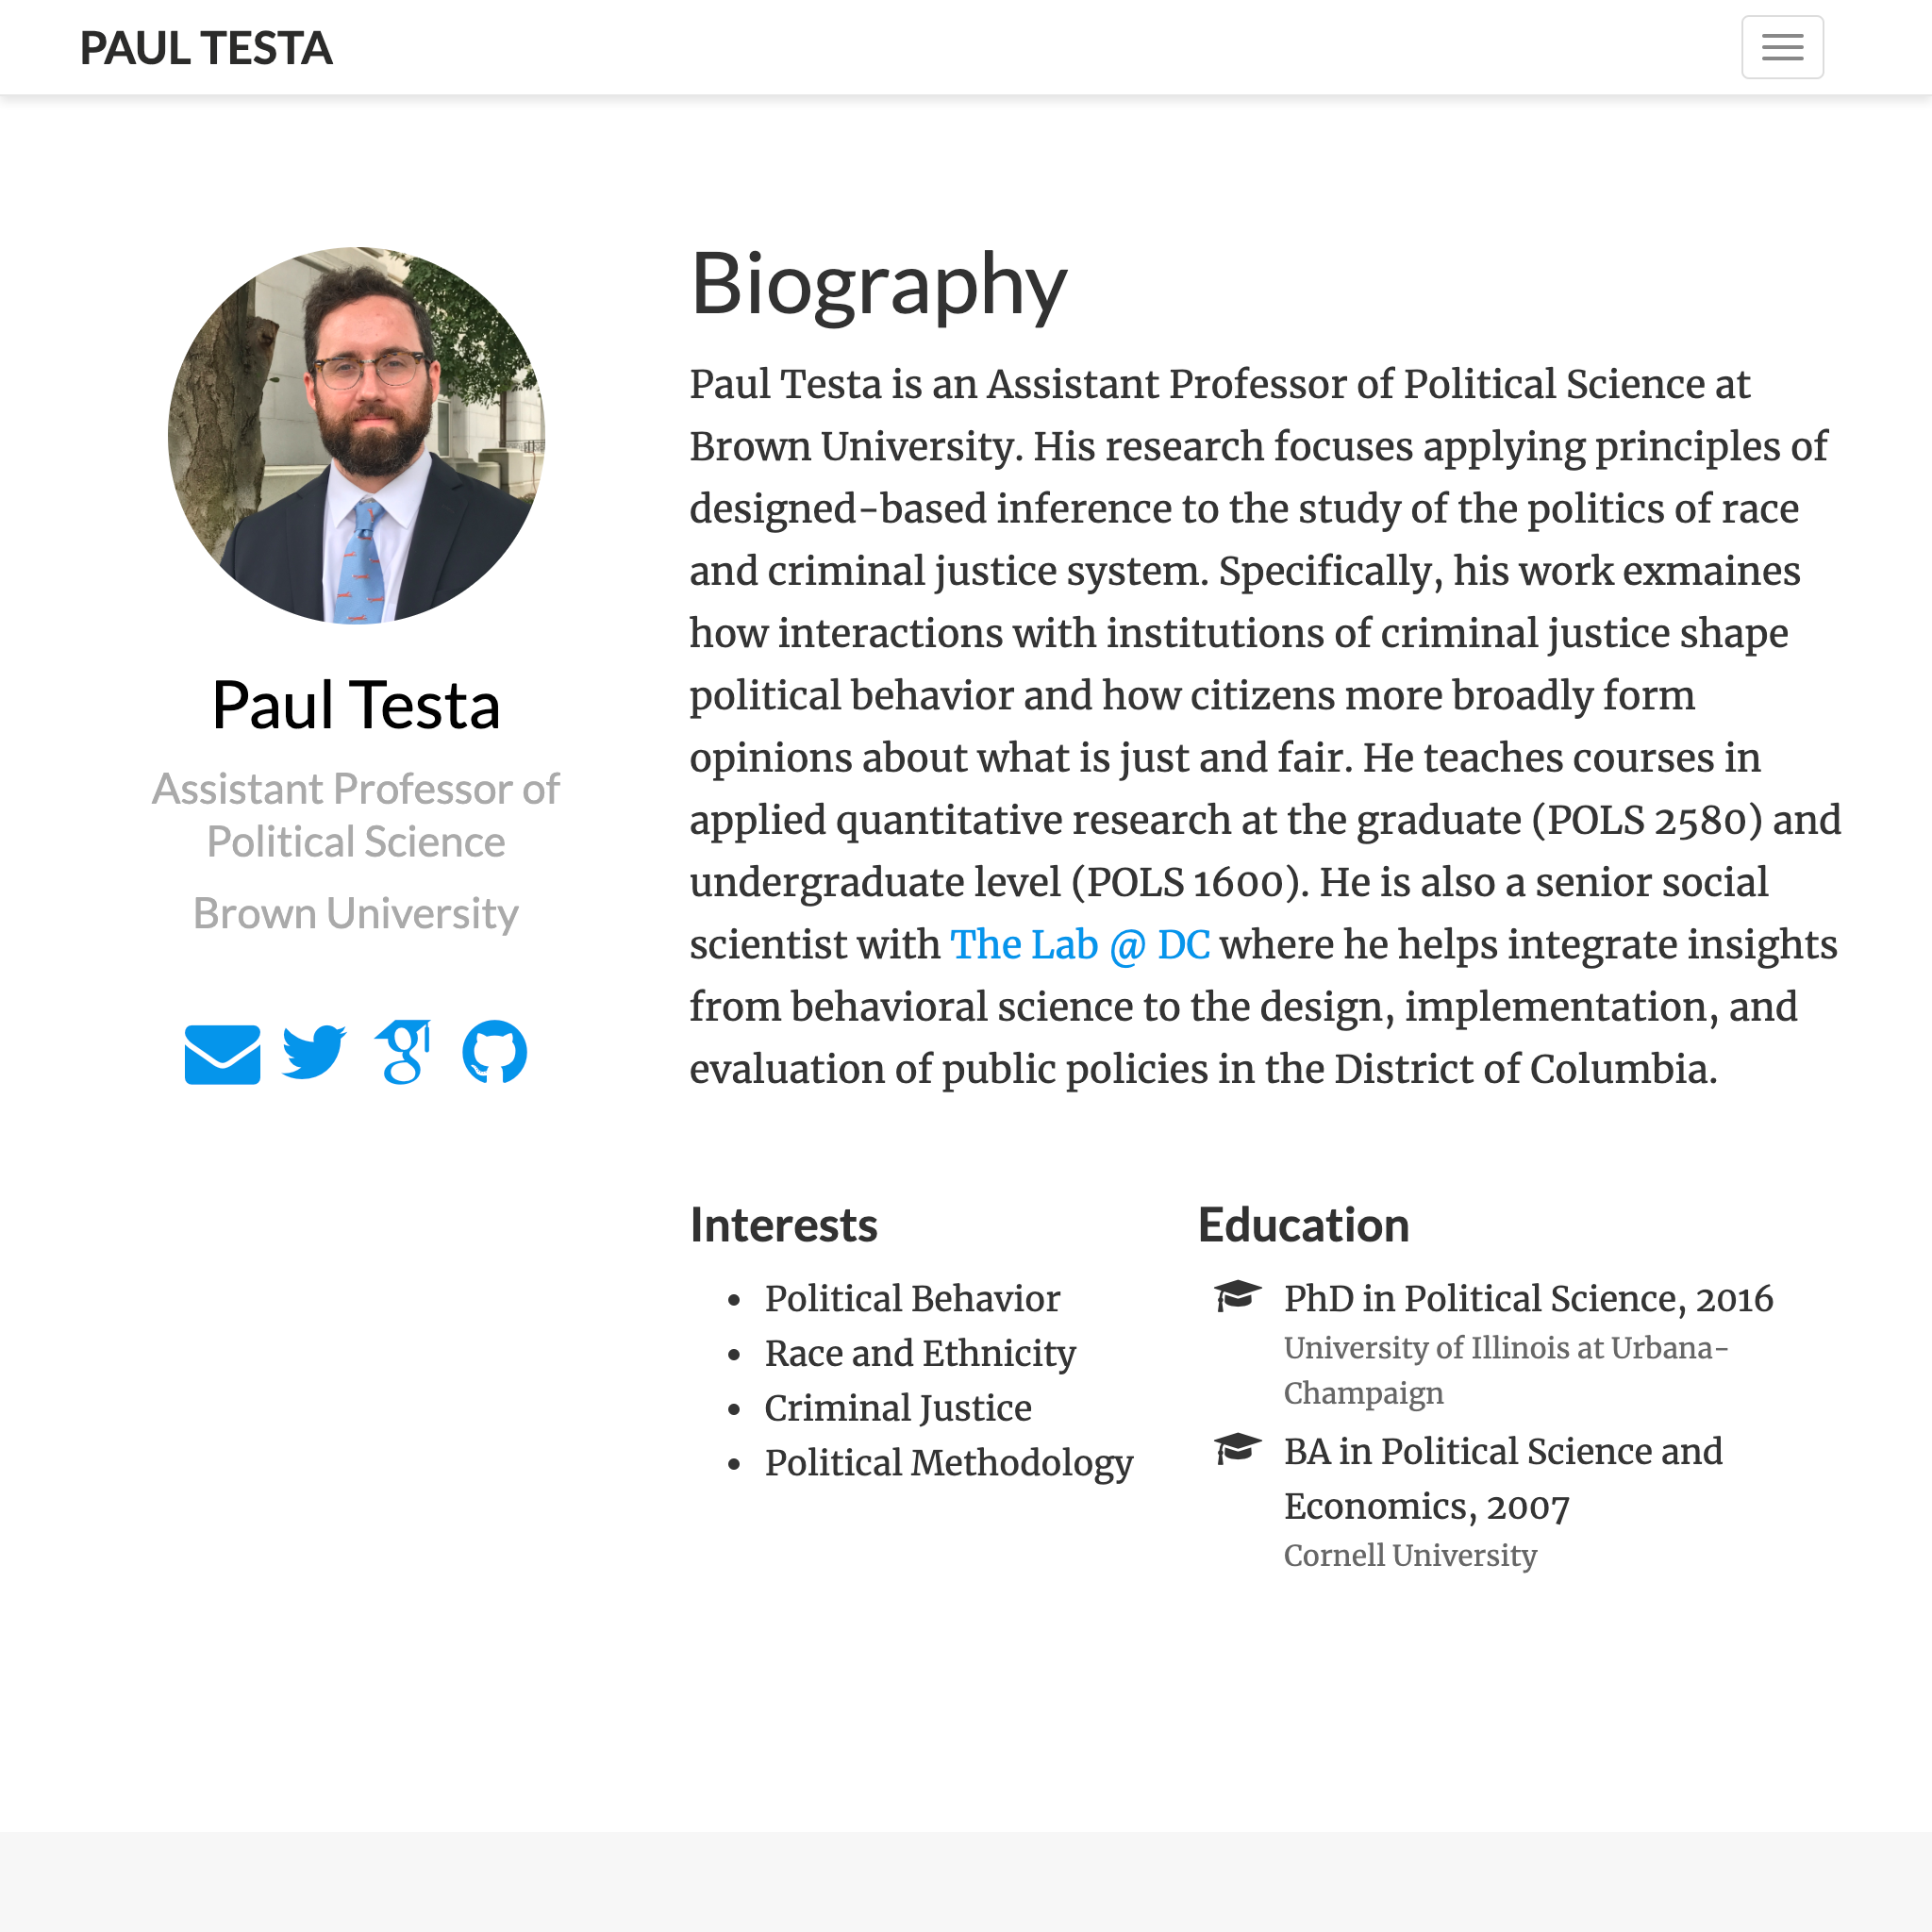 PAUL TESTA
Paul Testa
Assistant Professor of
Political Science
Brown University
Biography
Paul Testa is an Assistant Professor of Political Science at
Brown University. His research focuses applying principles of
designed-based inference to the study of the politics of race
and criminal justice system. Specifically, his work exmaines
how interactions with institutions of criminal justice shape
political behavior and how citizens more broadly form
opinions about what is just and fair. He teaches courses in
applied quantitative research at the graduate (POLS 2580) and
undergraduate level (POLS 1600). He is also a senior social
scientist with The Lab @ DC where he helps integrate insights
from behavioral science to the design, implementation, and
evaluation of public policies in the District of Columbia.
Interests
• Political Behavior
• Race and Ethnicity
• Criminal Justice
• Political Methodology
Education
PhD in Political Science, 2016
University of Illinois at Urbana-
Champaign
BA in Political Science and
Economics, 2007
Cornell University